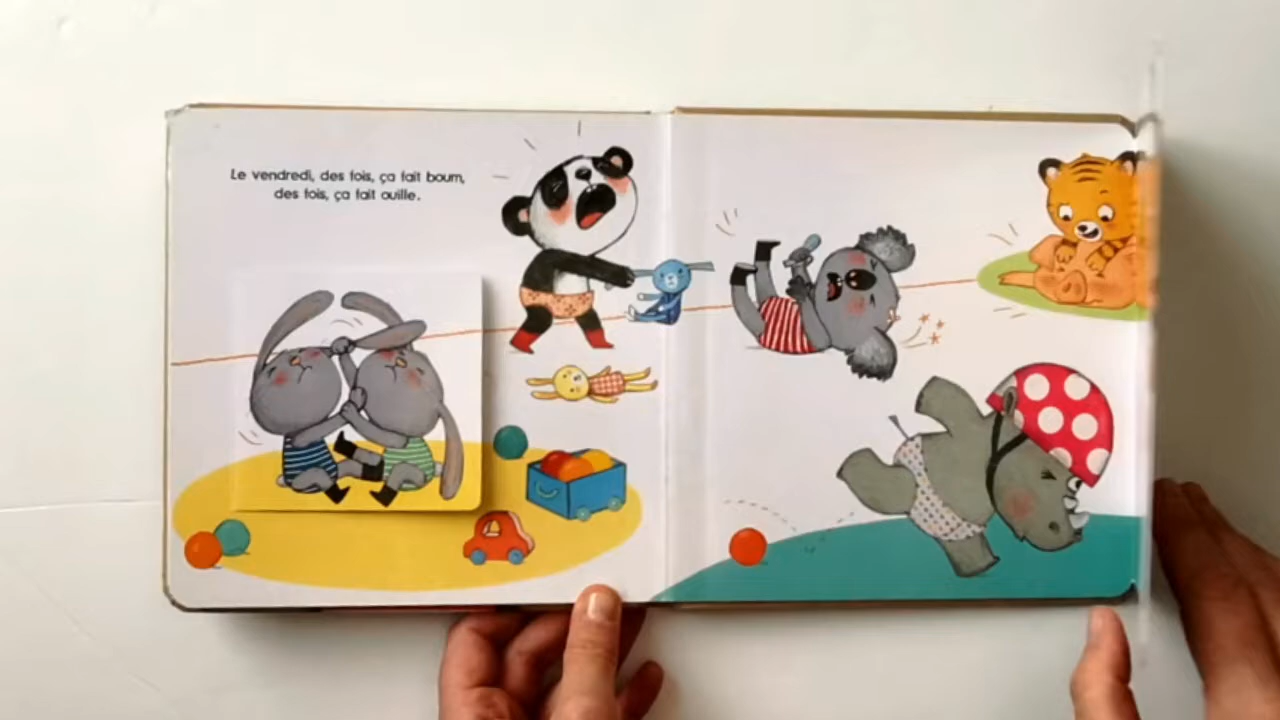 Le vendredi, des fois, ça fait boum,
des fois, ça fait ouille.